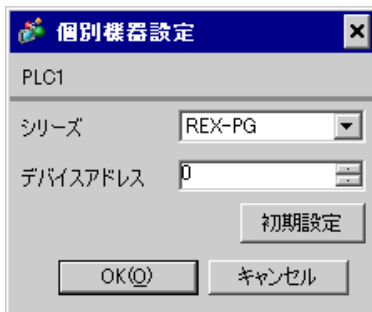 個別機器設定
PLC1
シリーズ REX-PG
デバイスアドレス 0
初期設定
OK(O) キャンセル